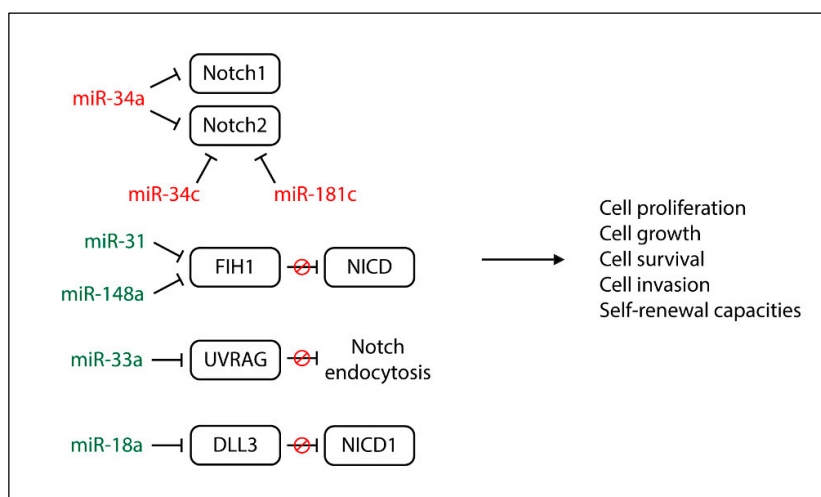 Notch1
miR-34a
Notch2
miR-34c
miR-181c
miR-31
FIH1
NICD
miR-148a
miR-33a
UVRAG
Notch
endocytosis
miR-18a
DLL3
NICD1
Cell proliferation
Cell growth
Cell survival
Cell invasion
Self-renewal capacities